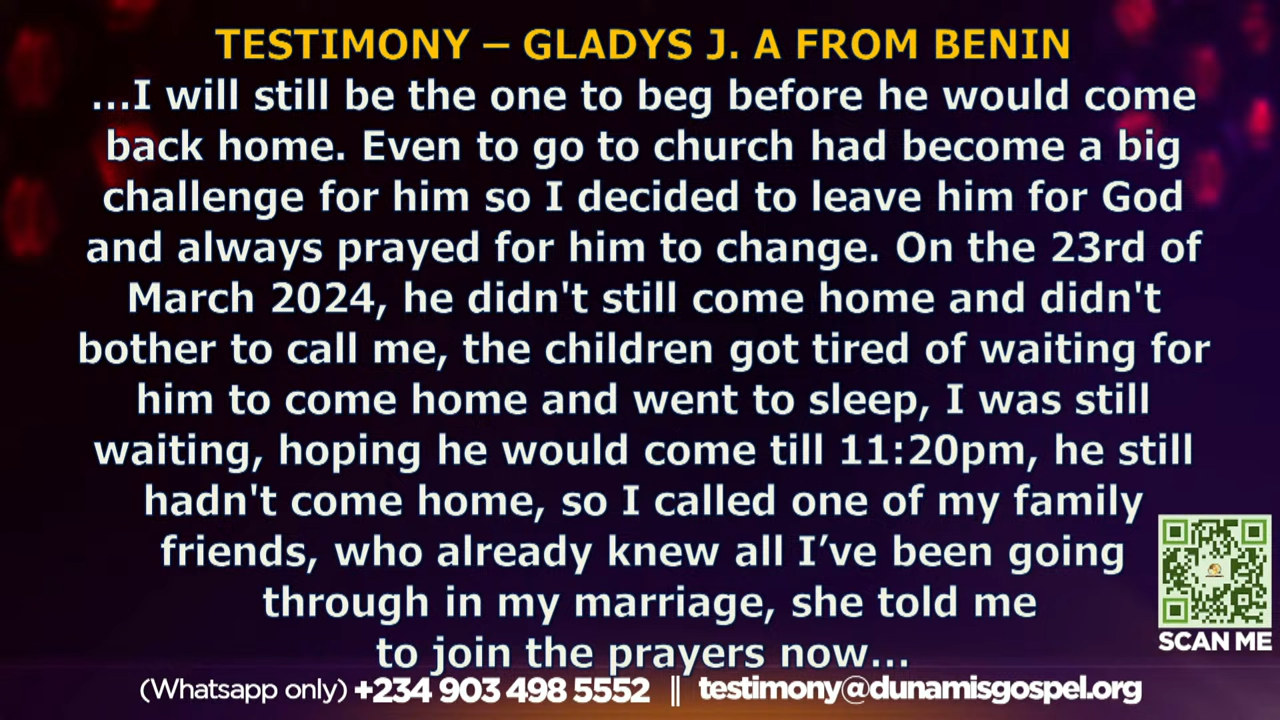 TESTIMONY – GLADYS J. A FROM BENIN
...I will still be the one to beg before he would come
back home. Even to go to church had become a big
challenge for him so I decided to leave him for God
and always prayed for him to change. On the 23rd of
March 2024, he didn't still come home and didn't
bother to call me, the children got tired of waiting for
him to come home and went to sleep, I was still
waiting, hoping he would come till 11:20pm, he still
hadn't come home, so I called one of my family
friends, who already knew all I’ve been going
through in my marriage, she told me
to join the prayers now...
SCAN ME
(Whatsapp only) +234 903 498 5552 || testimony@dunamisgospel.org